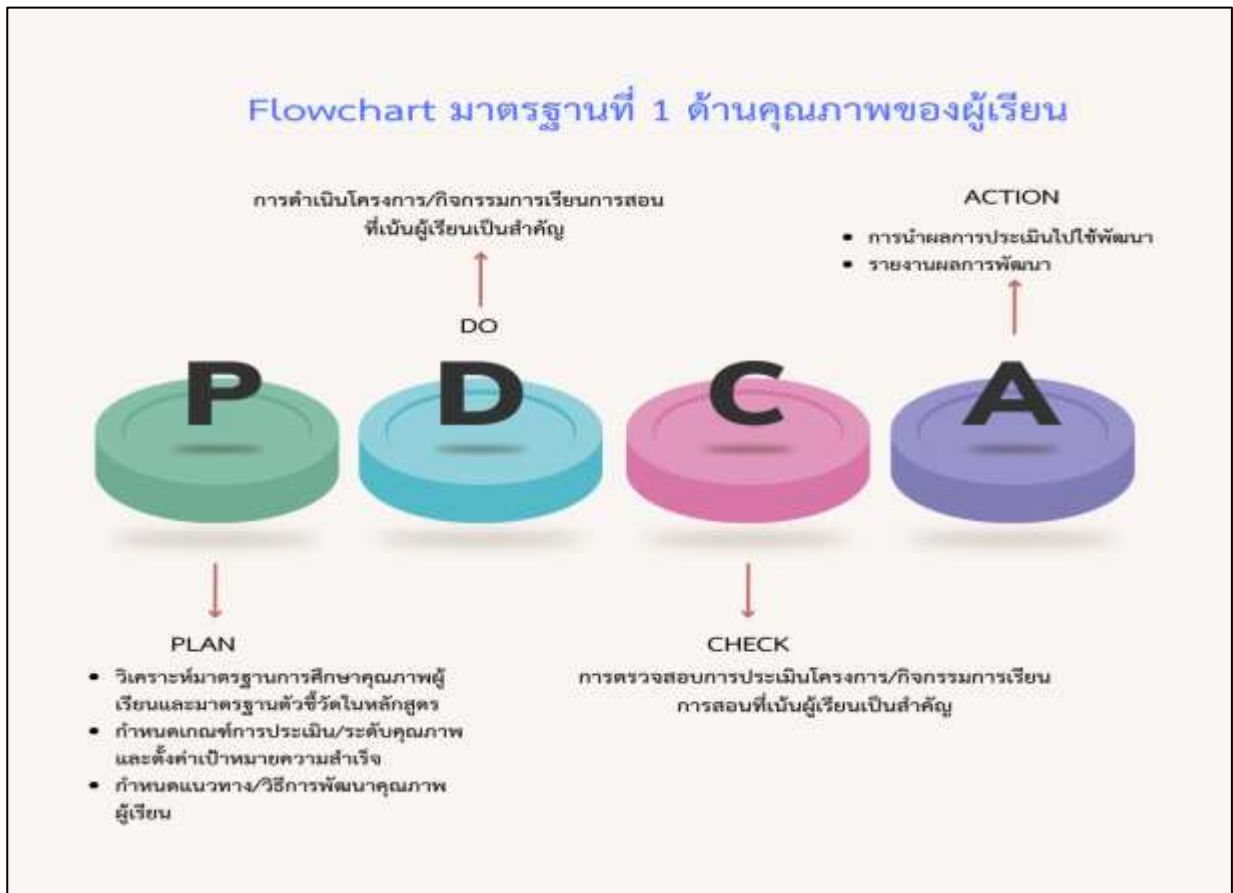 Flowchart มาตรฐานที่ 1 ด้านคุณภาพของผู้เรียน
การดำเนินโครงการ/กิจกรรมการเรียนการสอน
ที่เน้นผู้เรียนเป็นสำคัญ
DO
ACTION
• การนำผลการประเมินไปใช้พัฒนา
• รายงานผลการพัฒนา
P
D
C
A
PLAN
• วิเคราะห์มาตรฐานการศึกษาคุณภาพผู้
เรียนและมาตรฐานตัวชี้วัดในหลักสูตร
• กำหนดเกณฑ์การประเมิน/ระดับคุณภาพ
และตั้งค่าเป้าหมายความสำเร็จ
• กำหนดแนวทาง/วิธีการพัฒนาคุณภาพ
ผู้เรียน
CHECK
การตรวจสอบการประเมินโครงการ/กิจกรรมการเรียน
การสอนที่เน้นผู้เรียนเป็นสำคัญ